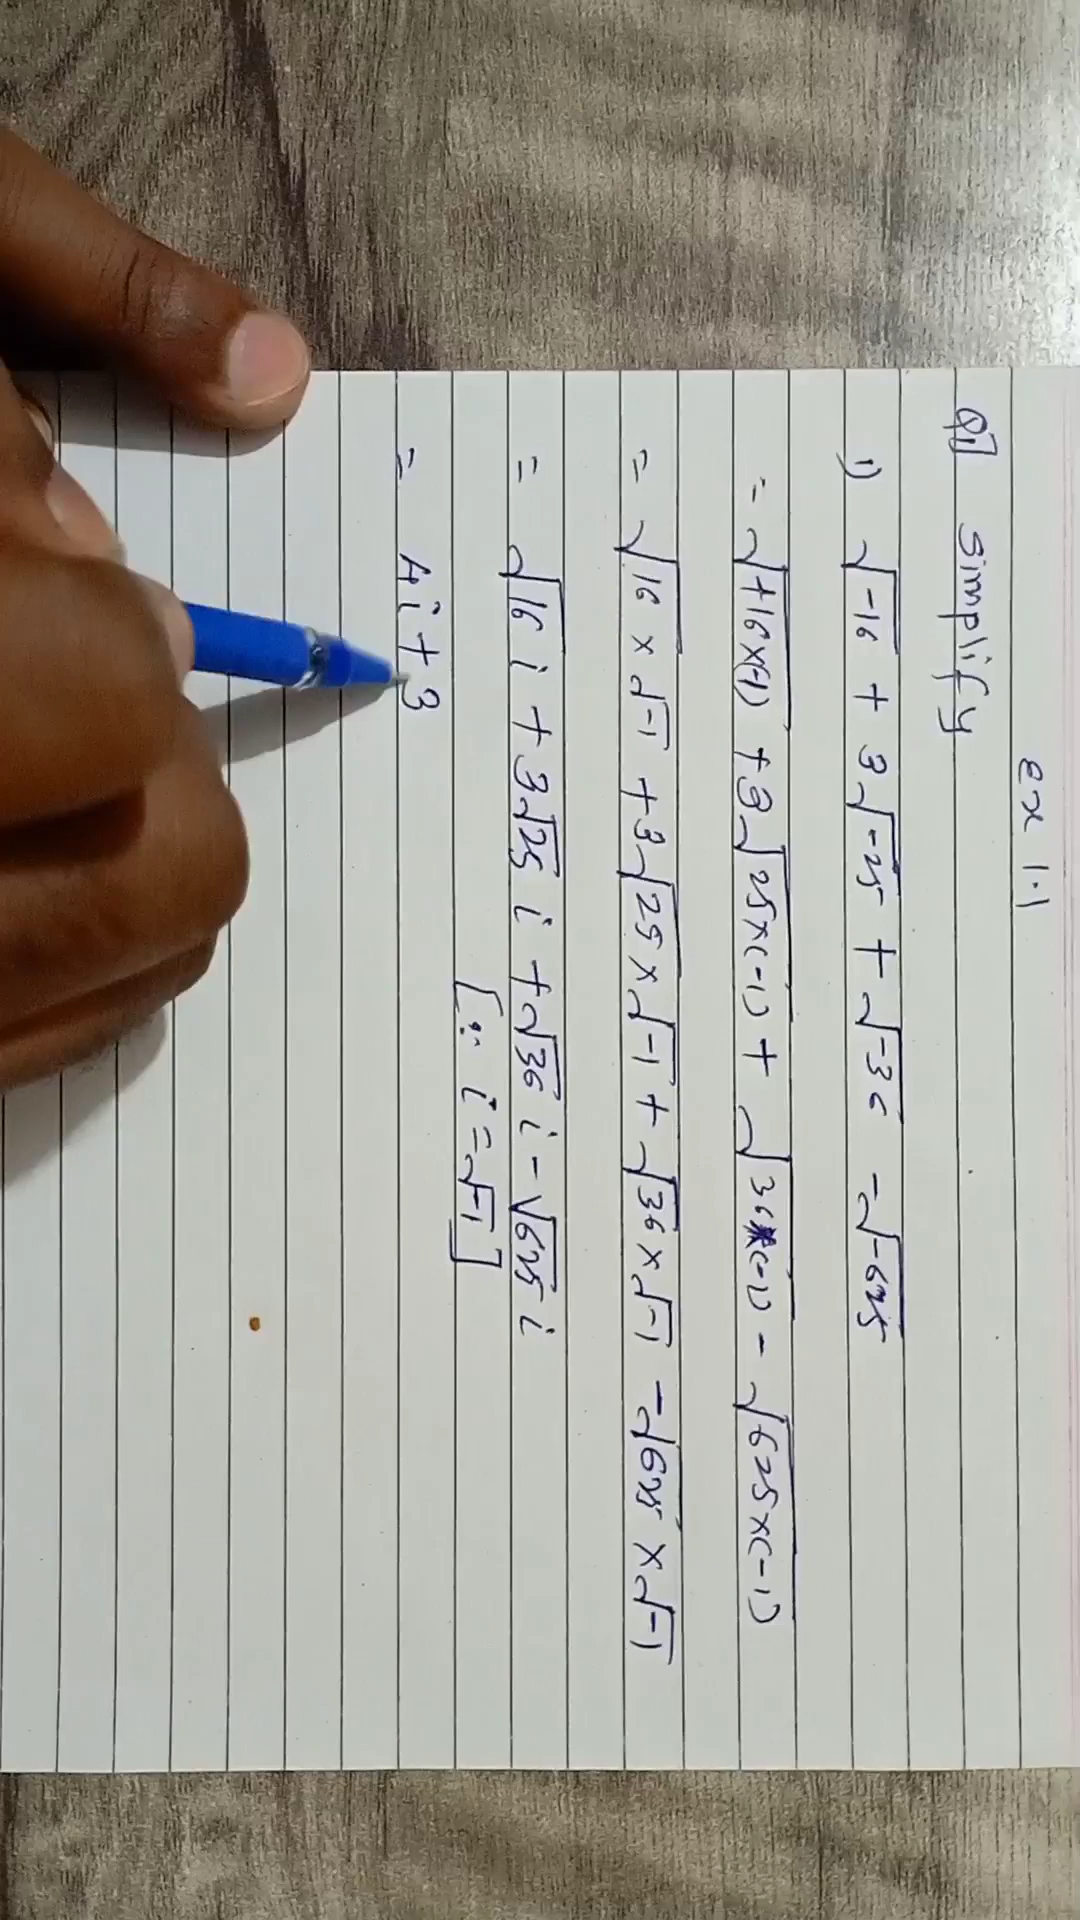 ex 1.1
Q1] Simplify
1) √-16 + 3√-25 + √-36 - √-625
= √+16×(-1) + 3√25×(-1) + √36×(-1) - √625×(-1)
= √16 × √-1 + 3√25 × √-1 + √36 × √-1 - √625 × √-1
= √16 i + 3√25 i + √36 i - √625 i
[∵ i = √-1]
= 4i + 3